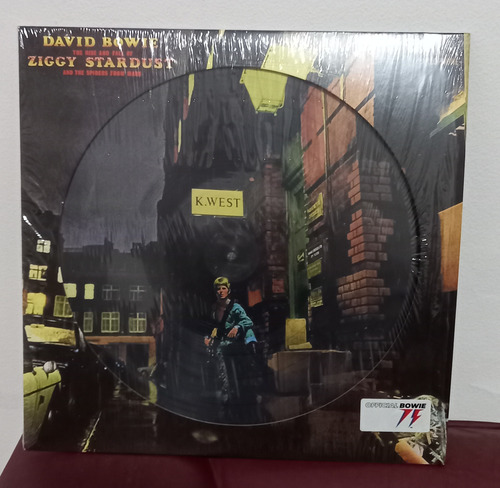 DAVID BOWIE
THE RISE AND FALL OF
ZIGGY STARDUST
AND THE SPIDERS FROM MARS
K.WEST
OFFICIAL BOWIE